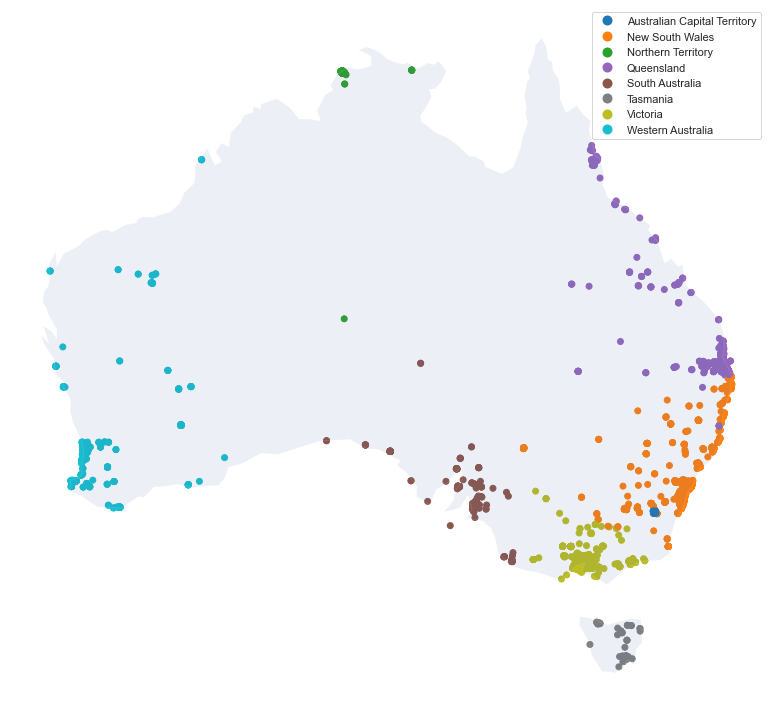 Australian Capital Territory
New South Wales
Northern Territory
Queensland
South Australia
Tasmania
Victoria
Western Australia